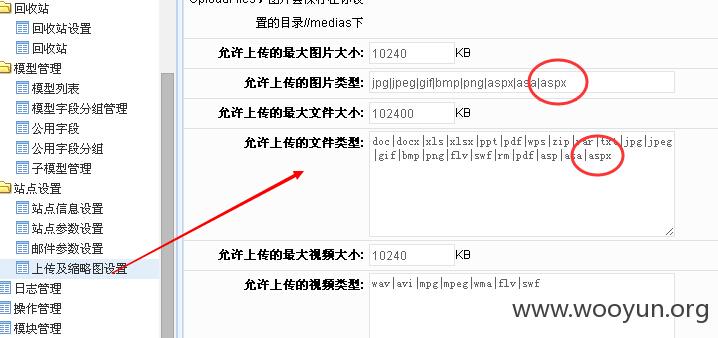 回收站
回收站设置
回收站
模型管理
模型列表
模型字段分组管理
公用字段
公用字段分组
子模型管理
站点设置
站点信息设置
站点参数设置
邮件参数设置
上传及缩略图设置
日志管理
操作管理
模块管理
置的目录//medias下
允许上传的最大图片大小: 10240 KB
允许上传的图片类型: jpg|jpeg|gif|bmp|png|aspx|asa|aspx
允许上传的最大文件大小: 102400 KB
允许上传的文件类型: doc|docx|xls|xlsx|ppt|pdf|wps|zip|rar|txt|jpg|jpeg
|gif|bmp|png|flv|swf|rm|pdf|asp|asa|aspx
允许上传的最大视频大小: 10240 KB
允许上传的视频类型: wav|avi|mpg|mpeg|wma|flv|swf
www.wooyun.org